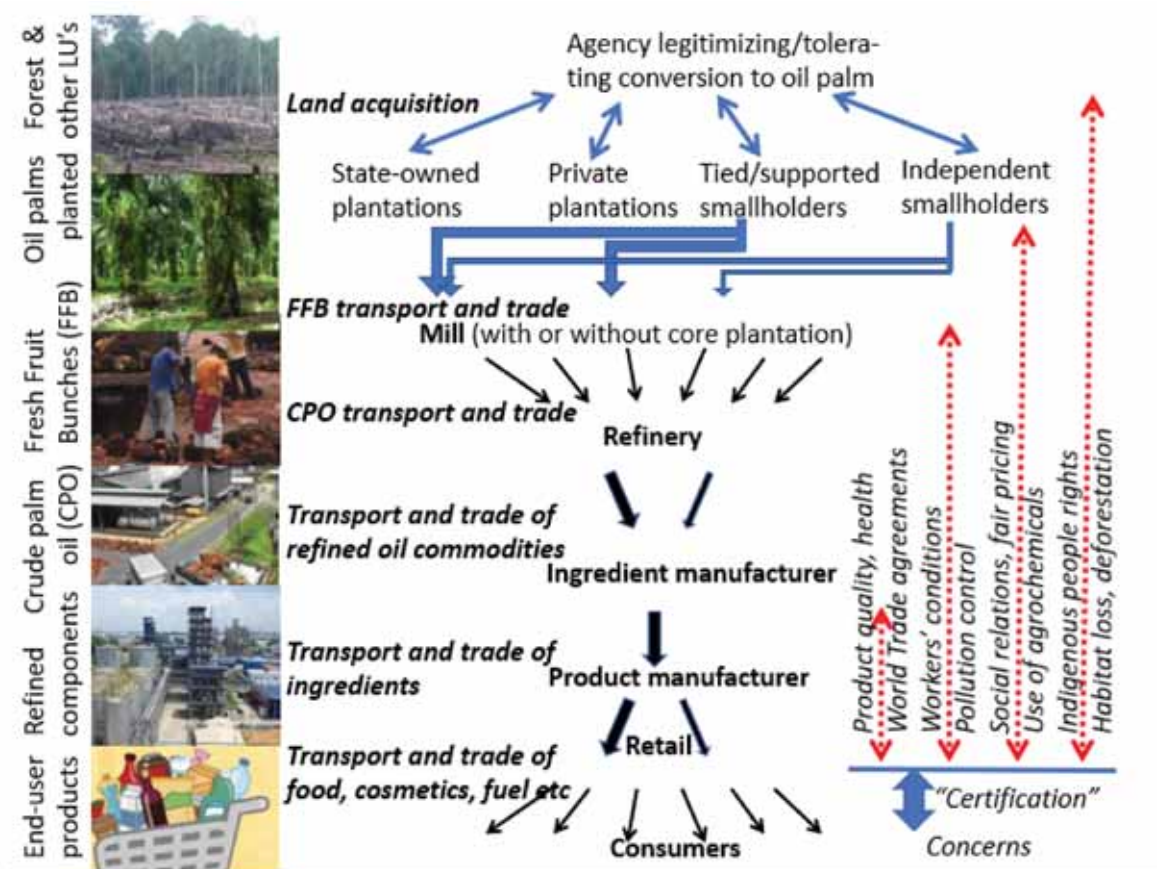 Forest &
other LU's
Oil palms
planted
Fresh Fruit
Bunches (FFB)
Crude palm
oil (CPO)
Refined
components
End-user
products
Agency legitimizing/tolera-
ting conversion to oil palm
Land acquisition
State-owned
plantations
Private
plantations
Tied/supported
smallholders
Independent
smallholders
FFB transport and trade
Mill (with or without core plantation)
CPO transport and trade
Refinery
Transport and trade of
refined oil commodities
Ingredient manufacturer
Transport and trade of
ingredients
Product manufacturer
Retail
Transport and trade of
food, cosmetics, fuel etc
Consumers
Product quality, health
World Trade agreements
Workers' conditions
Pollution control
Social relations, fair pricing
Use of agrochemicals
Indigenous people rights
Habitat loss, deforestation
"Certification"
Concerns